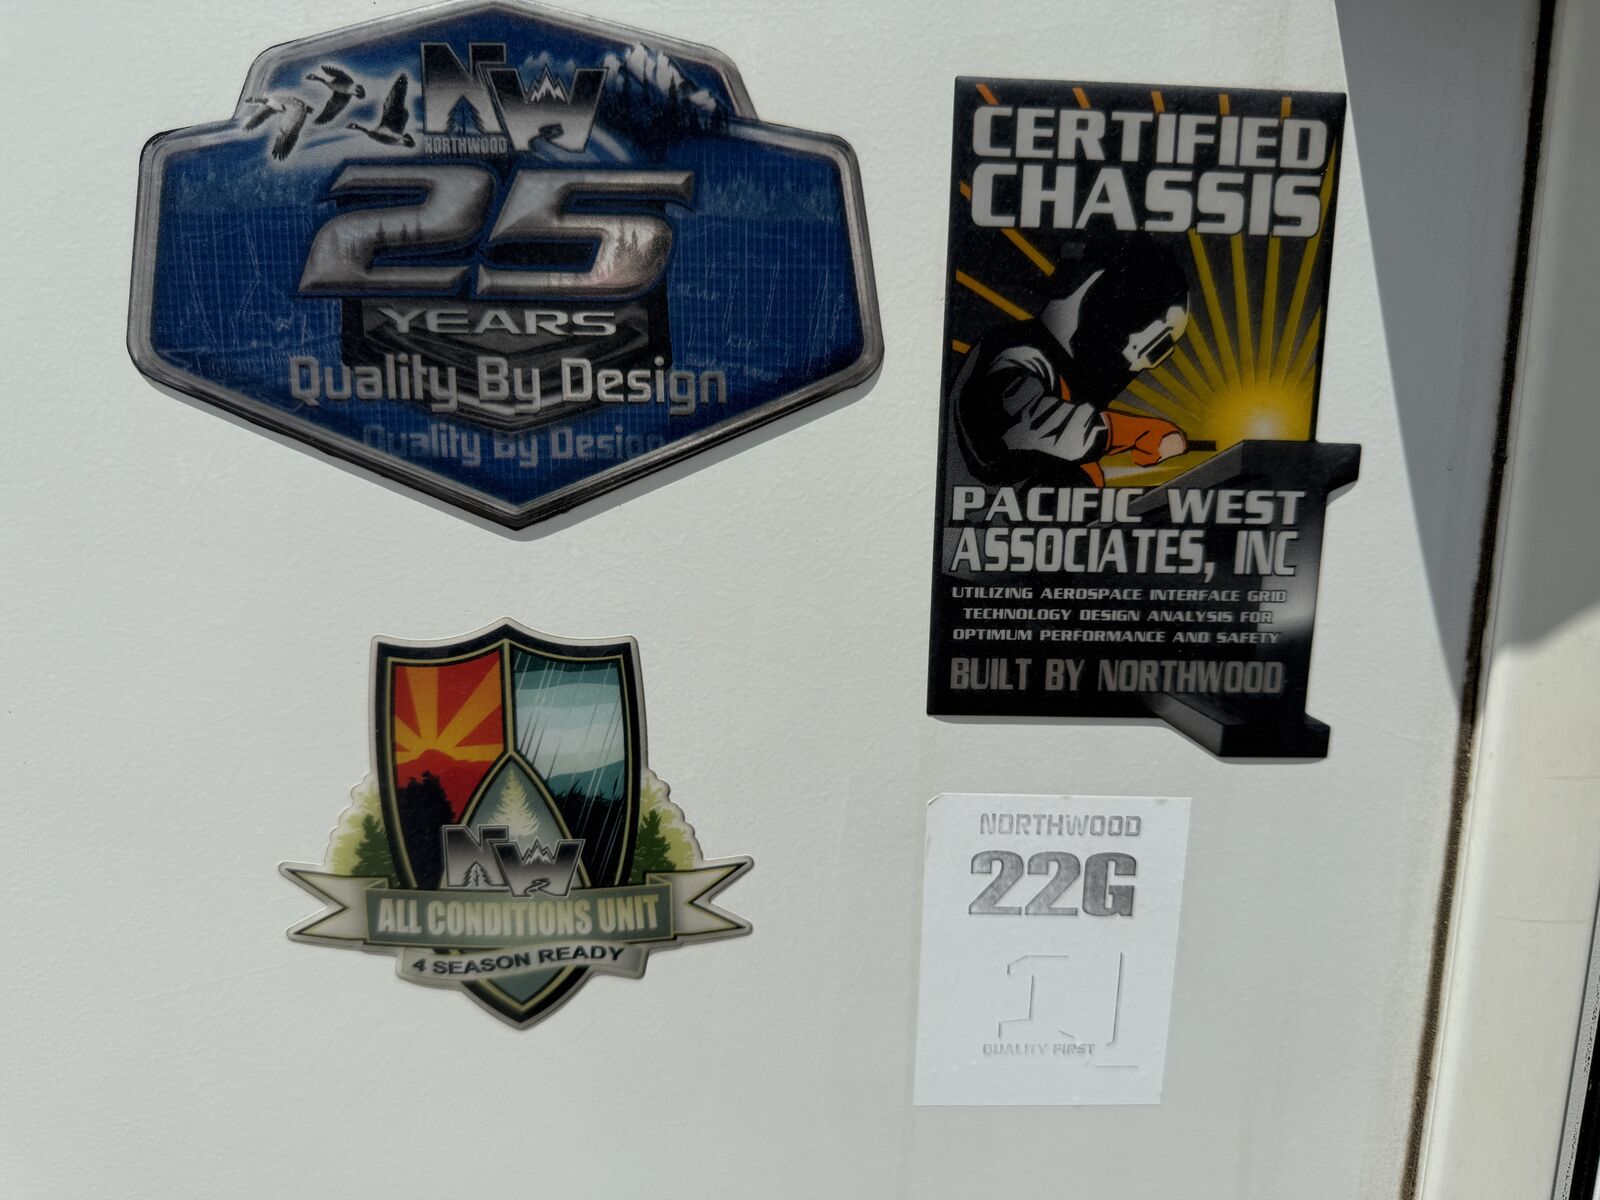 NW
NORTHWOOD
25
YEARS
Quality By Design
Quality By Design
CERTIFIED
CHASSIS
PACIFIC WEST
ASSOCIATES, INC
UTILIZING AEROSPACE INTERFACE GRID
TECHNOLOGY DESIGN ANALYSIS FOR
OPTIMUM PERFORMANCE AND SAFETY
BUILT BY NORTHWOOD
NW
ALL CONDITIONS UNIT
4 SEASON READY
NORTHWOOD
22G
QUALITY FIRST